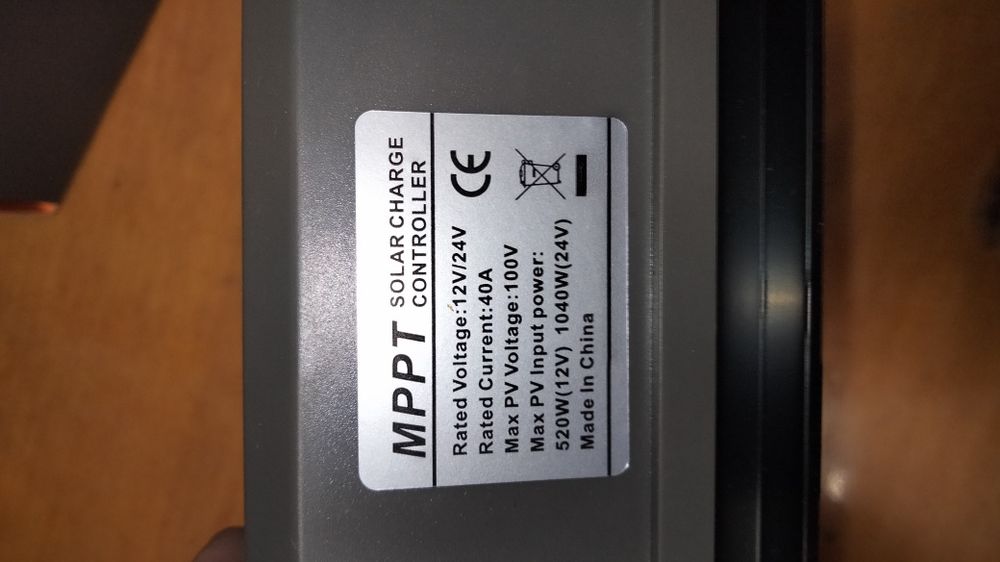 MPPT SOLAR CHARGE
CONTROLLER
Rated Voltage:12V/24V
Rated Current:40A
Max PV Voltage:100V
Max PV Input power:
520W(12V) 1040W(24V)
Made In China
CE